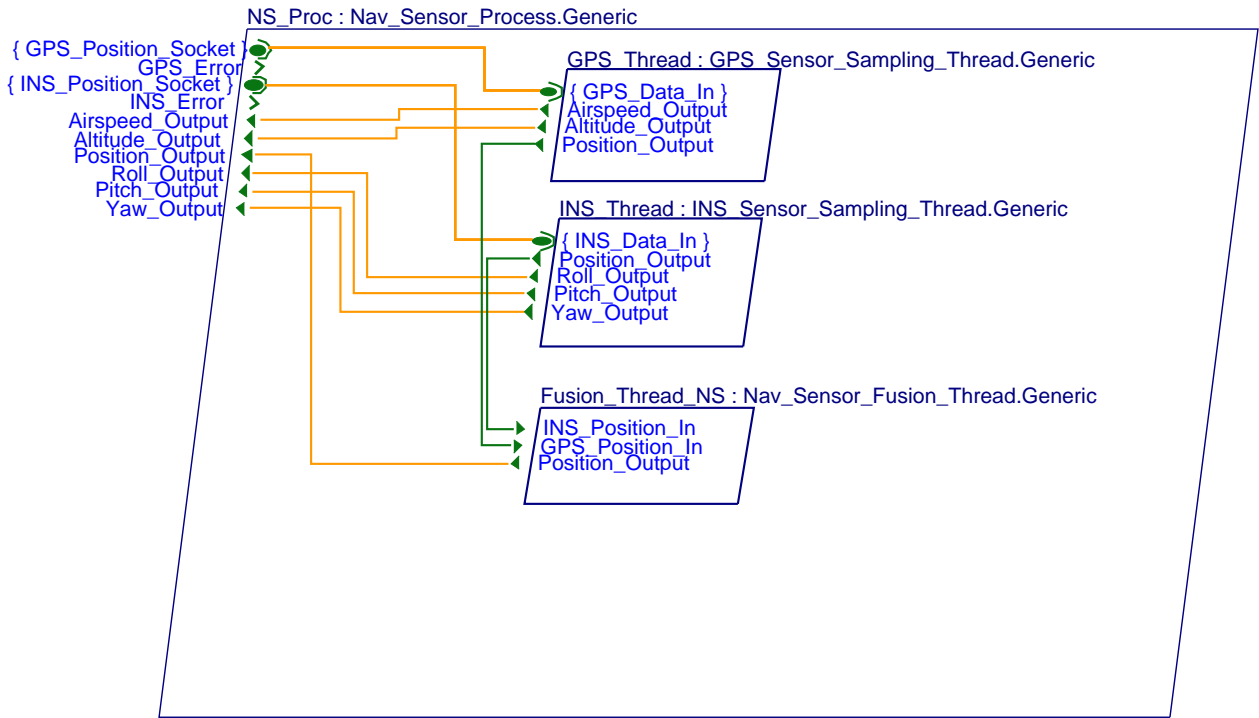 NS_Proc : Nav_Sensor_Process.Generic
{ GPS_Position_Socket }
GPS_Error
{ INS_Position_Socket }
INS_Error
Airspeed_Output
Altitude_Output
Position_Output
Roll_Output
Pitch_Output
Yaw_Output
GPS_Thread : GPS_Sensor_Sampling_Thread.Generic
{ GPS_Data_In }
Airspeed_Output
Altitude_Output
Position_Output
INS_Thread : INS_Sensor_Sampling_Thread.Generic
{ INS_Data_In }
Position_Output
Roll_Output
Pitch_Output
Yaw_Output
Fusion_Thread_NS : Nav_Sensor_Fusion_Thread.Generic
INS_Position_In
GPS_Position_In
Position_Output